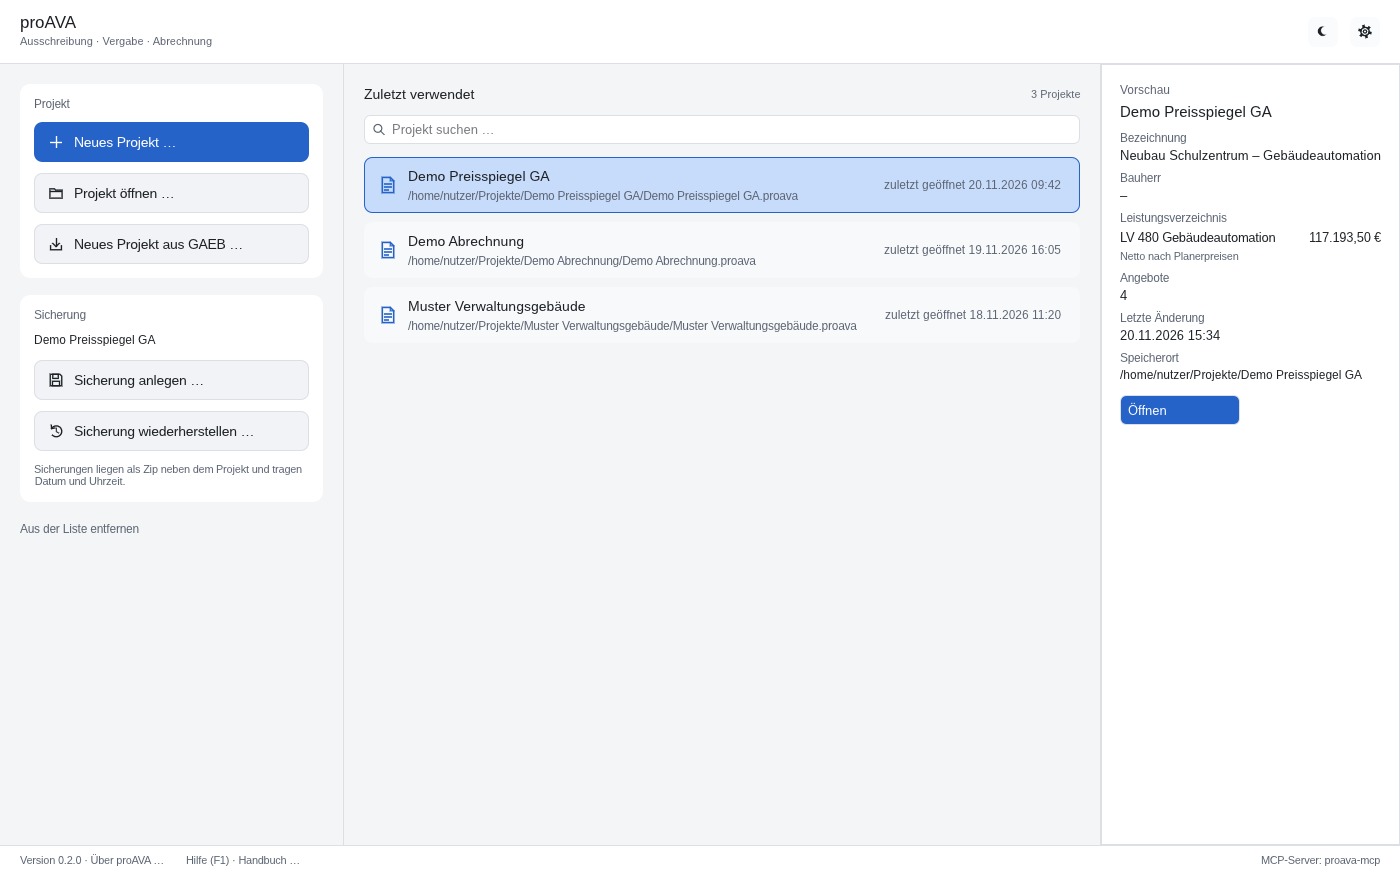 proAVA
Ausschreibung · Vergabe · Abrechnung
Projekt
Neues Projekt …
Projekt öffnen …
Neues Projekt aus GAEB …
Sicherung
Demo Preisspiegel GA
Sicherung anlegen …
Sicherung wiederherstellen …
Sicherungen liegen als Zip neben dem Projekt und tragen
Datum und Uhrzeit.
Aus der Liste entfernen
Zuletzt verwendet
3 Projekte
Projekt suchen …
Demo Preisspiegel GA
/home/nutzer/Projekte/Demo Preisspiegel GA/Demo Preisspiegel GA.proava
zuletzt geöffnet 20.11.2026 09:42
Demo Abrechnung
/home/nutzer/Projekte/Demo Abrechnung/Demo Abrechnung.proava
zuletzt geöffnet 19.11.2026 16:05
Muster Verwaltungsgebäude
/home/nutzer/Projekte/Muster Verwaltungsgebäude/Muster Verwaltungsgebäude.proava
zuletzt geöffnet 18.11.2026 11:20
Vorschau
Demo Preisspiegel GA
Bezeichnung
Neubau Schulzentrum – Gebäudeautomation
Bauherr
–
Leistungsverzeichnis
LV 480 Gebäudeautomation 117.193,50 €
Netto nach Planerpreisen
Angebote
4
Letzte Änderung
20.11.2026 15:34
Speicherort
/home/nutzer/Projekte/Demo Preisspiegel GA
Öffnen
Version 0.2.0 · Über proAVA … Hilfe (F1) · Handbuch …
MCP-Server: proava-mcp